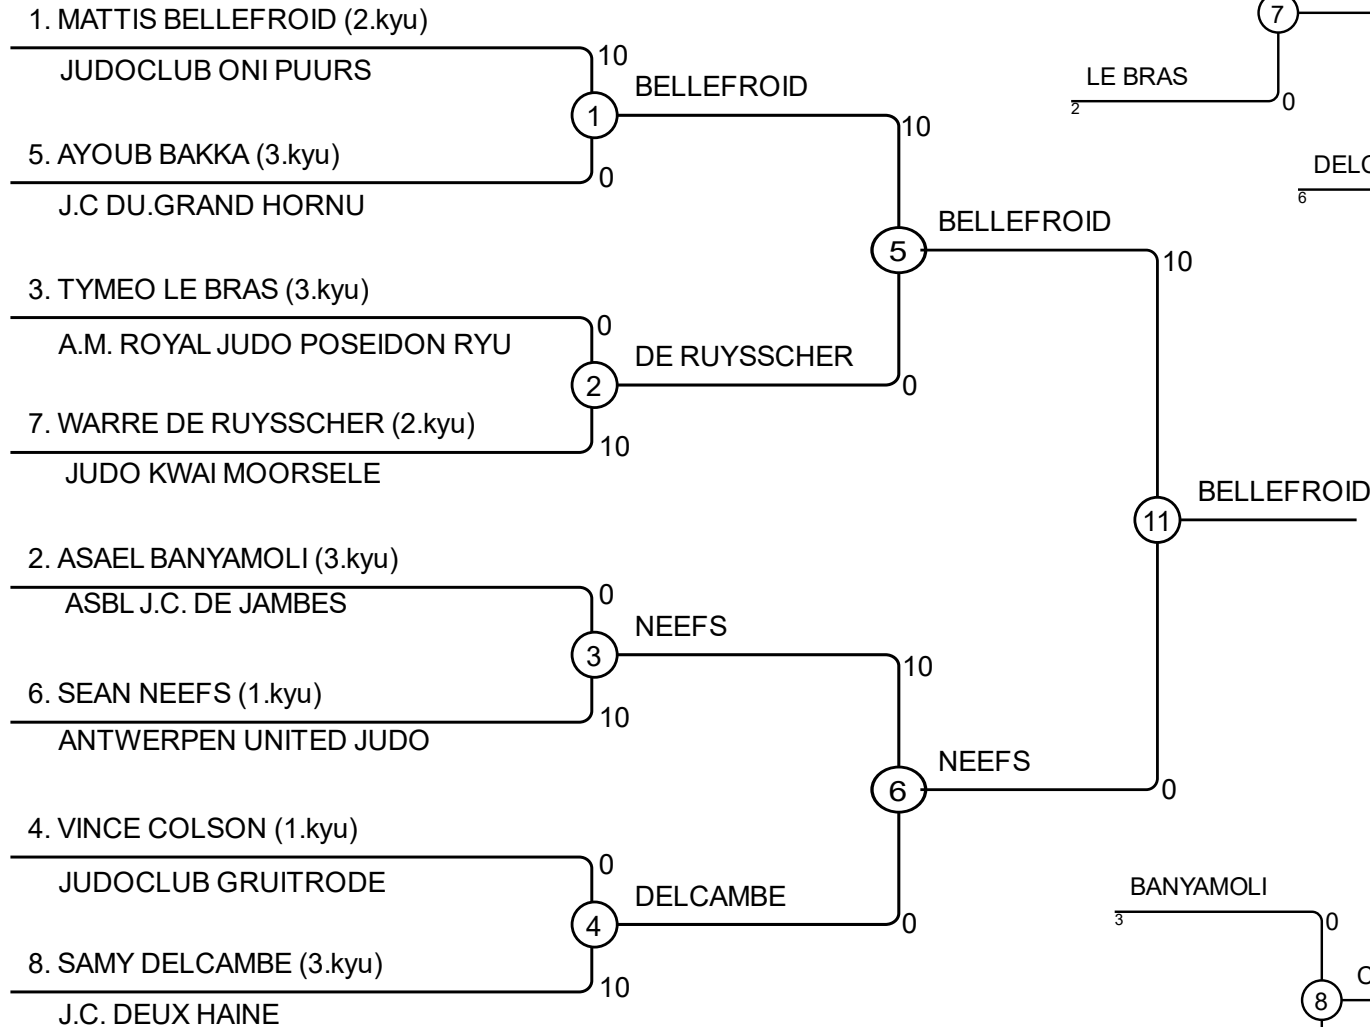 1. MATTIS BELLEFROID (2.kyu)
JUDOCLUB ONI PUURS
10
1
BELLEFROID
5. AYOUB BAKKA (3.kyu)
0
J.C DU.GRAND HORNU
10
5
BELLEFROID
3. TYMEO LE BRAS (3.kyu)
0
A.M. ROYAL JUDO POSEIDON RYU
2
DE RUYSSCHER
0
7. WARRE DE RUYSSCHER (2.kyu)
10
JUDO KWAI MOORSELE
10
11
BELLEFROID
2. ASAEL BANYAMOLI (3.kyu)
0
ASBL J.C. DE JAMBES
3
NEEFS
10
6. SEAN NEEFS (1.kyu)
10
ANTWERPEN UNITED JUDO
6
NEEFS
0
4. VINCE COLSON (1.kyu)
0
JUDOCLUB GRUITRODE
4
DELCAMBE
0
8. SAMY DELCAMBE (3.kyu)
10
J.C. DEUX HAINE
7
LE BRAS
2
0
6
BANYAMOLI
3
0
8